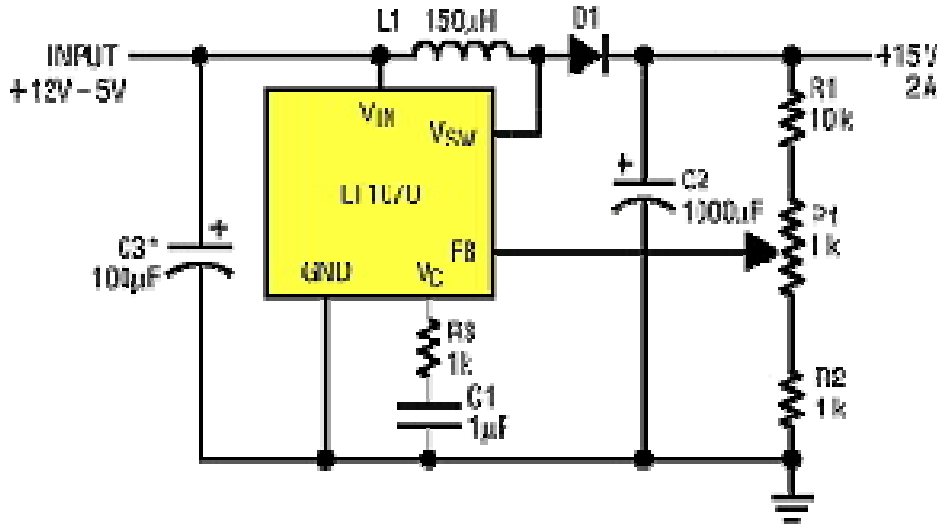 L1 150µH
D1
INPUT
+12V-5V
+15V
2A
VIN
VSW
R1
10k
LT1070
C2
1000µF
P1
1k
C3*
100µF
FB
GND
VC
R3
1k
R2
1k
C1
1µF